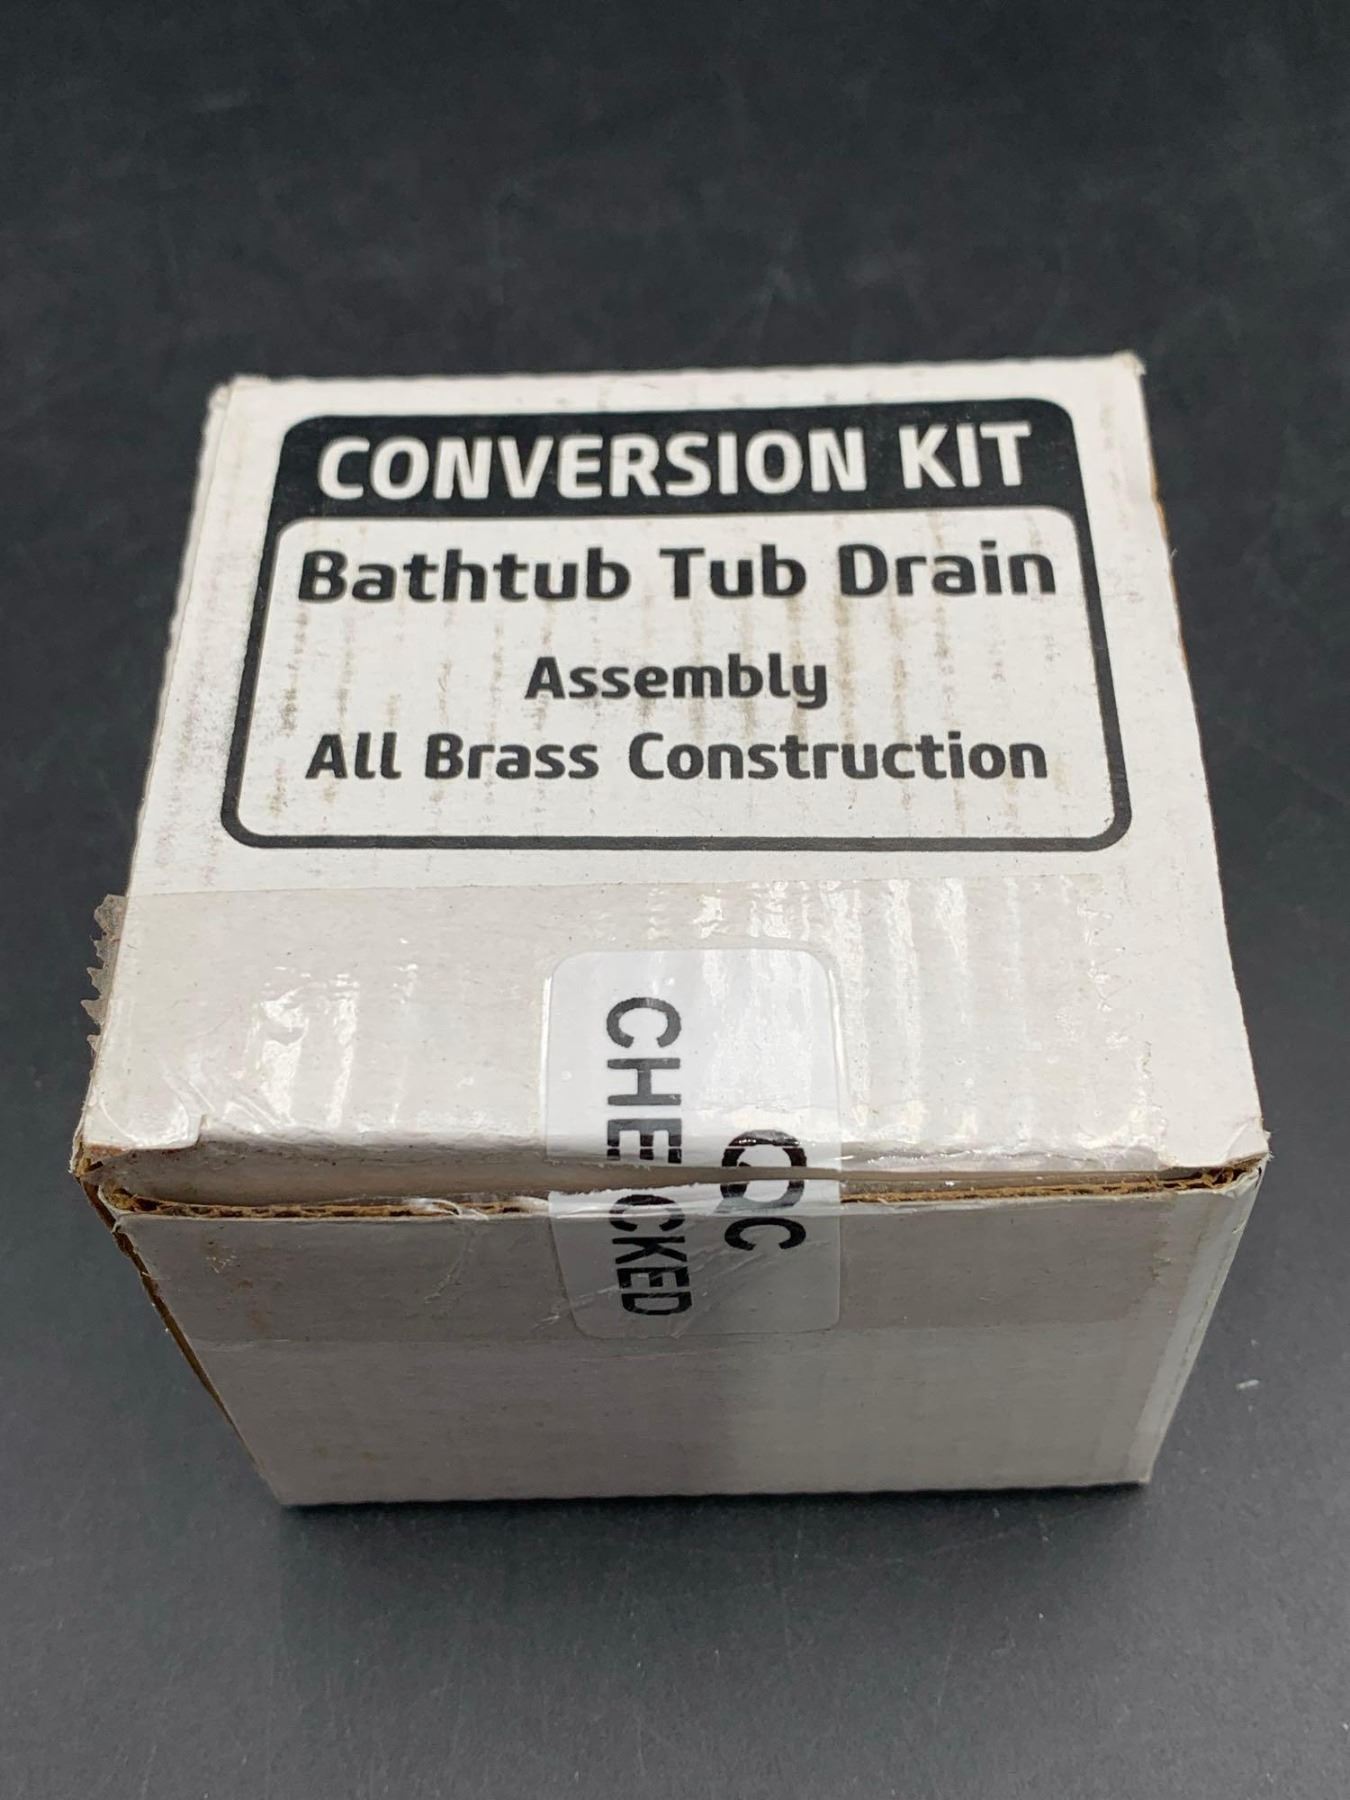 CONVERSION KIT
Bathtub Tub Drain
Assembly
All Brass Construction
QC
CHECKED